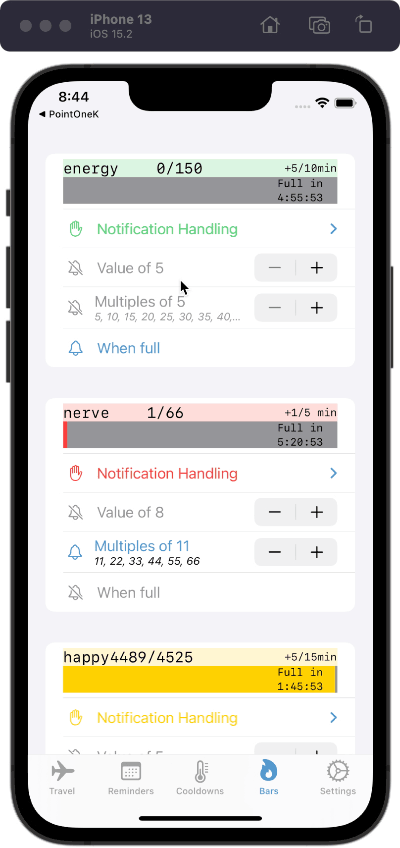 iPhone 13
iOS 15.2
8:44
◀ PointOneK
energy 0/150 +5/10min
Full in
4:55:53
Notification Handling
Value of 5
Multiples of 5
5, 10, 15, 20, 25, 30, 35, 40,...
When full
nerve 1/66 +1/5 min
Full in
5:20:53
Notification Handling
Value of 8
Multiples of 11
11, 22, 33, 44, 55, 66
When full
happy4489/4525 +5/15min
Full in
1:45:53
Notification Handling
Value of 5
Travel Reminders Cooldowns Bars Settings